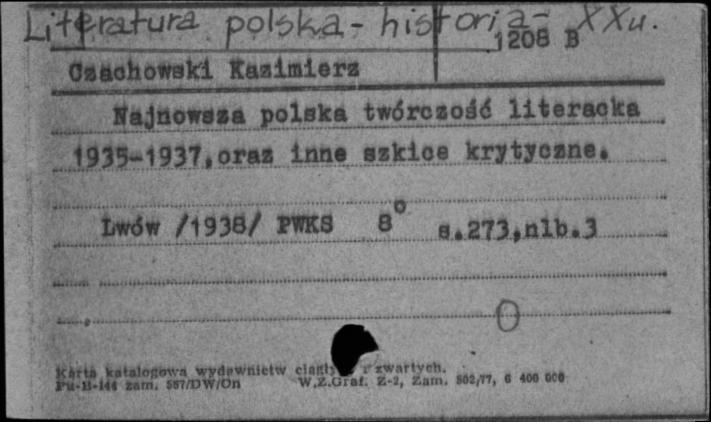 Literatura polska - historia - XXw.
1208 B
Czachowski Kazimierz
Najnowsza polska twórczość literacka
1935-1937,oraz inne szkice krytyczne.
Lwów /1938/ PWKS 8° s.273,nlb.3
Karta katalogowa wydawnictw i zwartych.
Pu-B-144 zam. 557/DW/On W.Z.Graf. Z-2, Zam. 502/77, 6 400 000